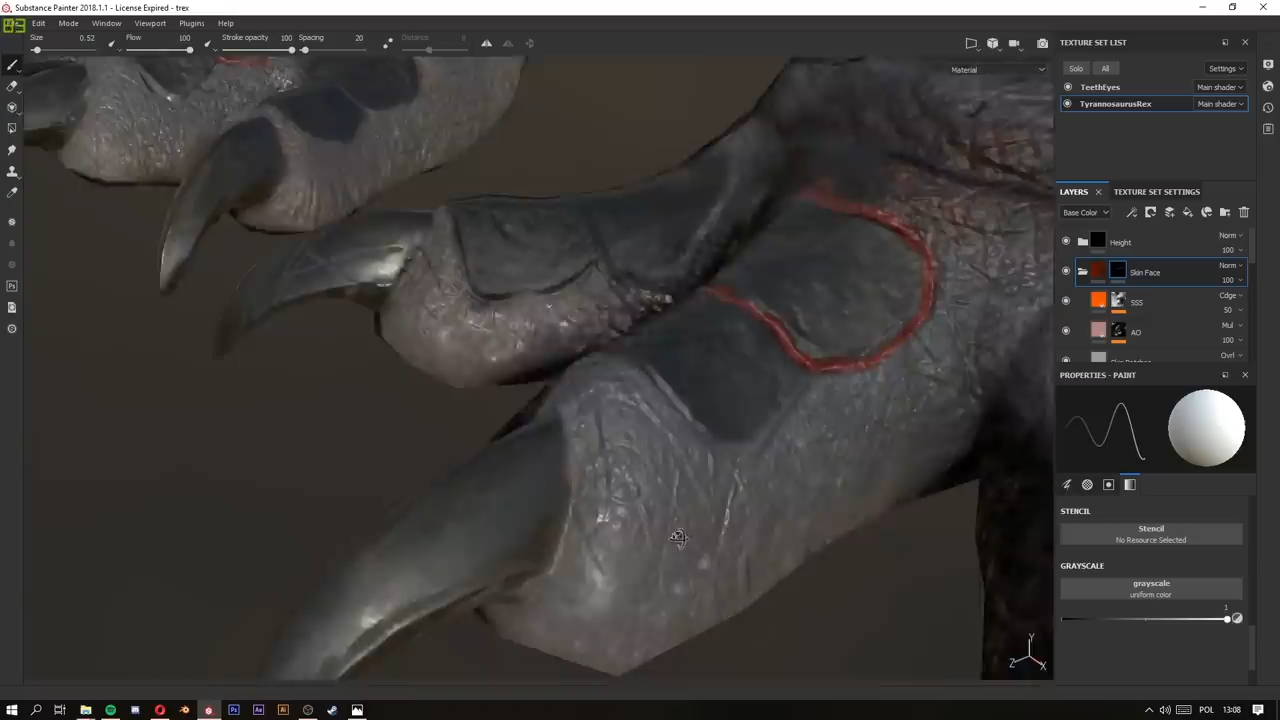 Substance Painter 2018.1.1 - License Expired - trex
Edit Mode Window Viewport Plugins Help
Size 0.52 Flow 100 Stroke opacity 100 Spacing 20 Distance 8
Material
TEXTURE SET LIST
Solo All Settings
TeethEyes Main shader
TyrannosaurusRex Main shader
LAYERS TEXTURE SET SETTINGS
Base Color
Height Norm 100
Skin Face Norm 100
SSS Cdge 50
AO Mul 100
Ovrl
PROPERTIES - PAINT
STENCIL
Stencil
No Resource Selected
GRAYSCALE
grayscale
uniform color
1
Y
Z X
POL 13:08